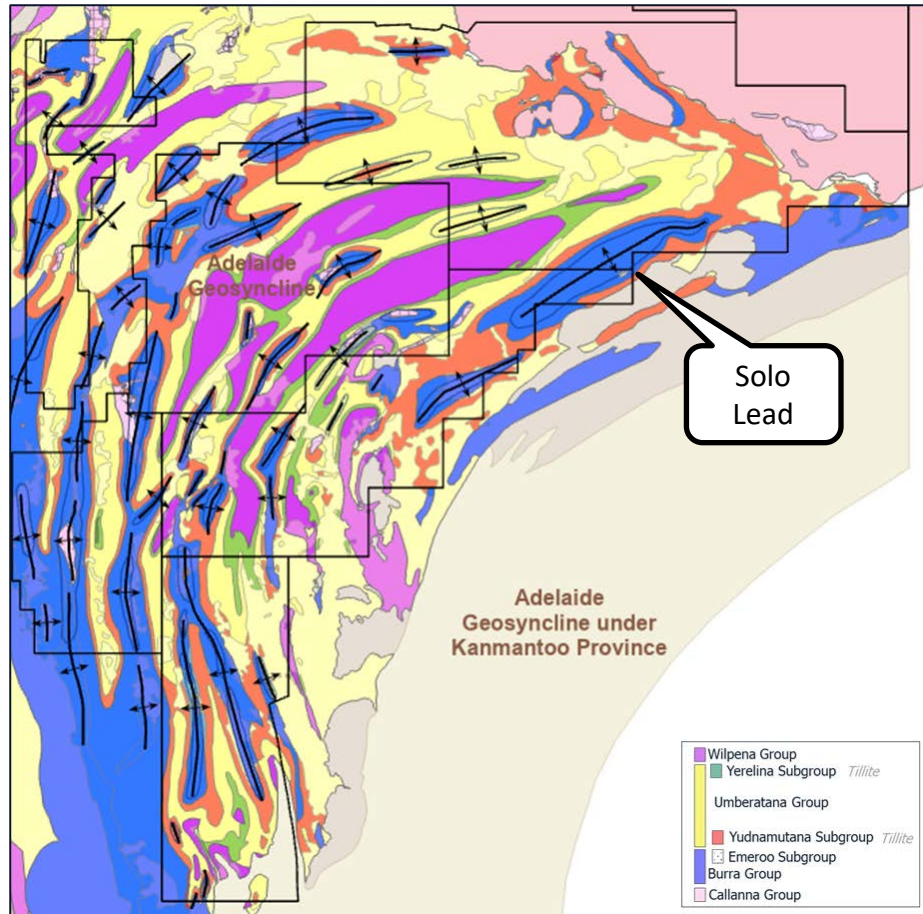 Adelaide
Geosyncline
Solo
Lead
Adelaide
Geosyncline under
Kanmantoo Province
Wilpena Group
Yerelina Subgroup Tillite
Umberatana Group
Yudnamutana Subgroup Tillite
Emeroo Subgroup
Burra Group
Callanna Group